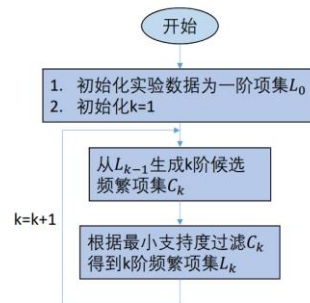 开始
1. 初始化实验数据为一阶项集L₀
2. 初始化k=1
从Lₖ₋₁生成k阶候选
频繁项集Cₖ
k=k+1
根据最小支持度过滤Cₖ
得到k阶频繁项集Lₖ